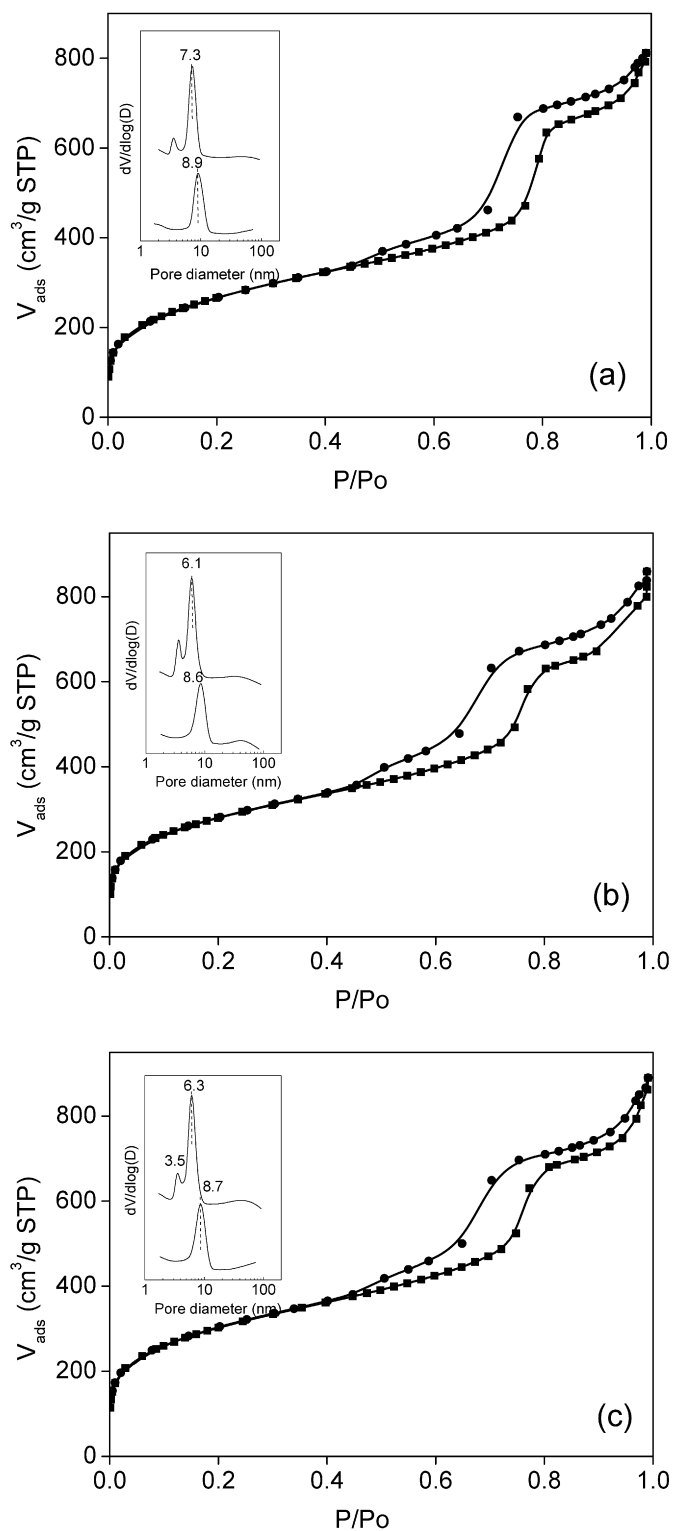 7.3
8.9
dV/dlog(D)
1 10 100
Pore diameter (nm)
800
600
400
200
0
V_ads (cm³/g STP)
0.0 0.2 0.4 0.6 0.8 1.0
P/Po
(a)
6.1
8.6
dV/dlog(D)
1 10 100
Pore diameter (nm)
800
600
400
200
0
V_ads (cm³/g STP)
0.0 0.2 0.4 0.6 0.8 1.0
P/Po
(b)
6.3
3.5
8.7
dV/dlog(D)
1 10 100
Pore diameter (nm)
800
600
400
200
0
V_ads (cm³/g STP)
0.0 0.2 0.4 0.6 0.8 1.0
P/Po
(c)